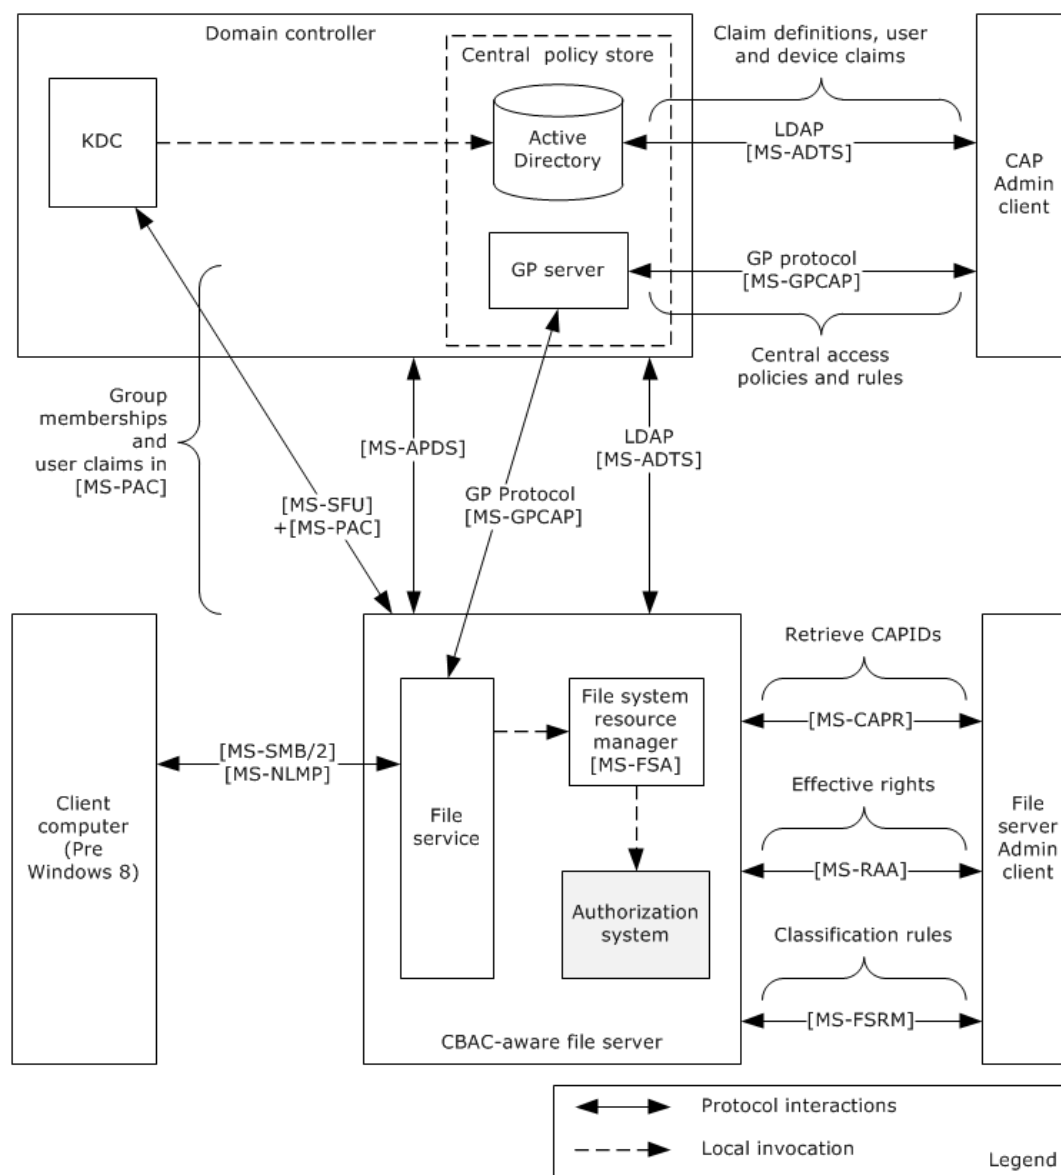 Domain controller
Central policy store
KDC
Active
Directory
GP server
Claim definitions, user
and device claims
LDAP
[MS-ADTS]
CAP
Admin
client
GP protocol
[MS-GPCAP]
Central access
policies and rules
Group
memberships
and
user claims in
[MS-PAC]
[MS-SFU]
+[MS-PAC]
[MS-APDS]
GP Protocol
[MS-GPCAP]
LDAP
[MS-ADTS]
Client
computer
(Pre
Windows 8)
[MS-SMB/2]
[MS-NLMP]
File
service
File system
resource
manager
[MS-FSA]
Authorization
system
CBAC-aware file server
Retrieve CAPIDs
[MS-CAPR]
Effective rights
[MS-RAA]
Classification rules
[MS-FSRM]
File
server
Admin
client
Protocol interactions
Local invocation
Legend